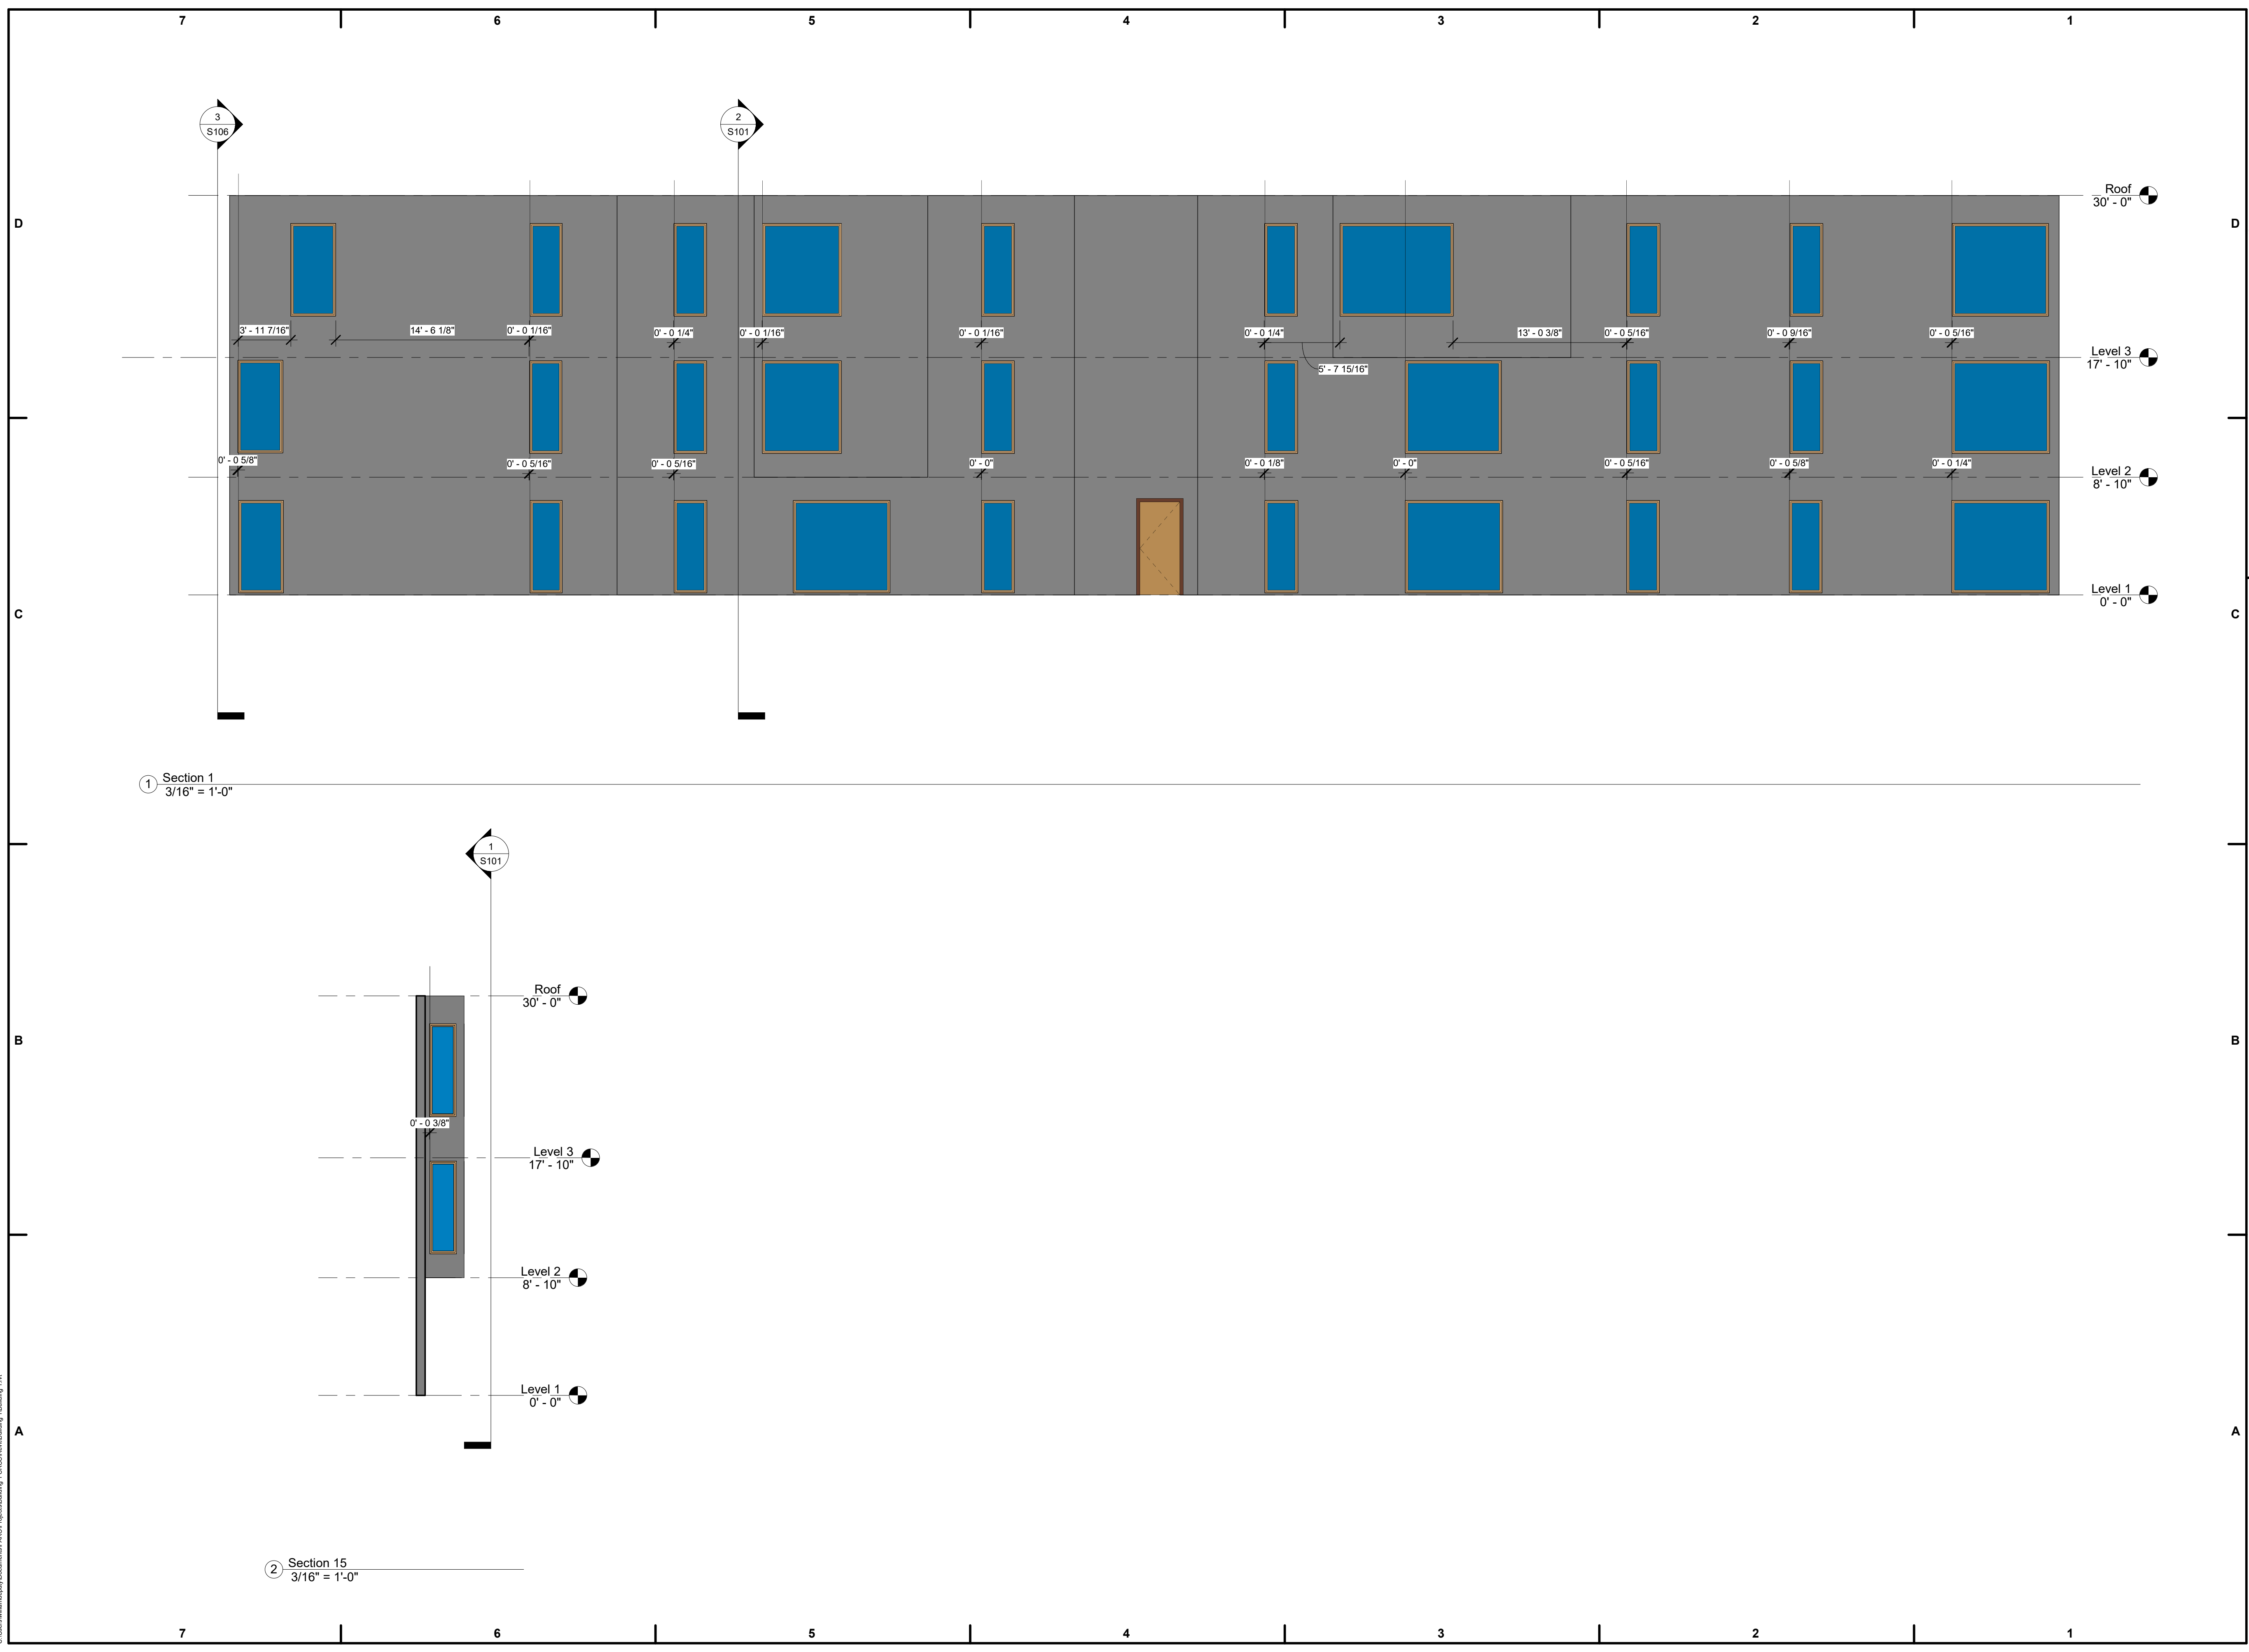 7 6 5 4 3 2 1
3
S106
2
S101
Roof
30' - 0"
D D
3' - 11 7/16" 14' - 6 1/8" 0' - 0 1/16" 0' - 0 1/4" 0' - 0 1/16" 0' - 0 1/16" 0' - 0 1/4" 13' - 0 3/8" 0' - 0 5/16" 0' - 0 9/16" 0' - 0 5/16"
Level 3
17' - 10"
5' - 7 15/16"
0' - 0 5/8" 0' - 0 5/16" 0' - 0 5/16" 0' - 0" 0' - 0 1/8" 0' - 0" 0' - 0 5/16" 0' - 0 5/8" 0' - 0 1/4"
Level 2
8' - 10"
Level 1
0' - 0"
C C
1 Section 1
3/16" = 1'-0"
1
S101
Roof
30' - 0"
B B
0' - 0 3/8"
Level 3
17' - 10"
Level 2
8' - 10"
Level 1
0' - 0"
A A
2 Section 15
3/16" = 1'-0"
7 6 5 4 3 2 1